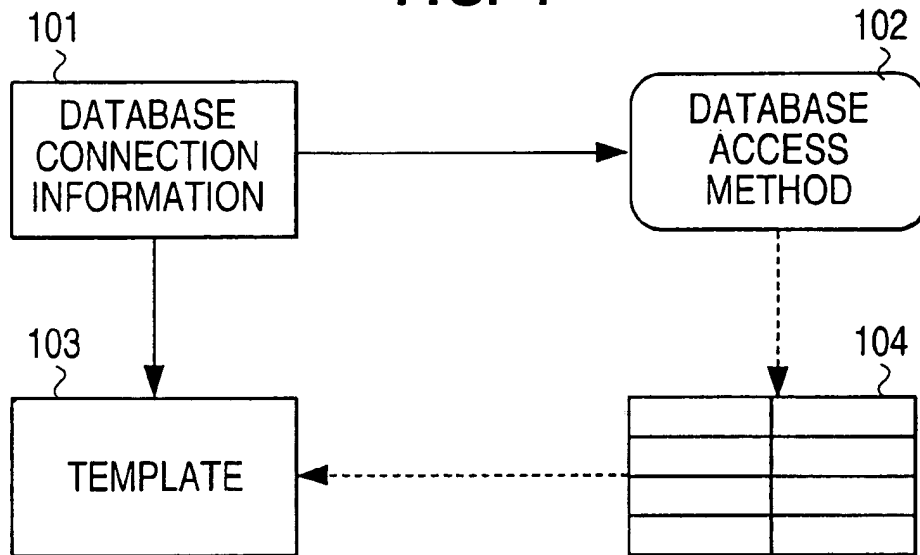 101
102
DATABASE
CONNECTION
INFORMATION
DATABASE
ACCESS
METHOD
103
104
TEMPLATE